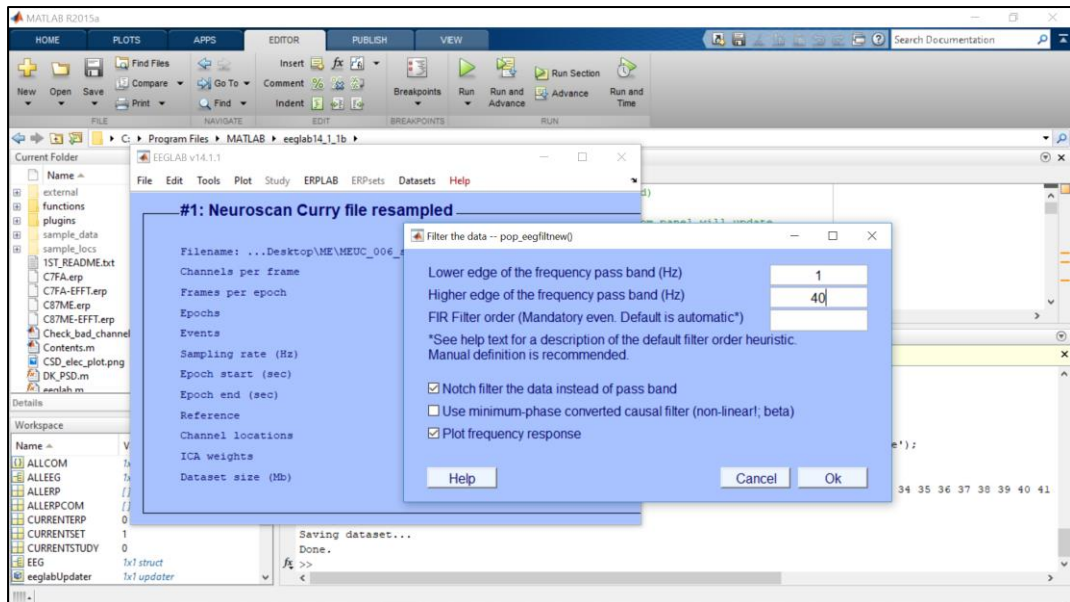 MATLAB R2015a
HOME PLOTS APPS EDITOR PUBLISH VIEW Search Documentation
New Open Save Find Files Compare Print Go To Find Insert fx Comment Indent Breakpoints Run Run and Advance Run Section Advance Run and Time
FILE NAVIGATE EDIT BREAKPOINTS RUN
C: Program Files MATLAB eeglab14_1_1b
Current Folder
Name
external
functions
plugins
sample_data
sample_locs
1ST_README.txt
C7FA.erp
C7FA-EFFT.erp
C87ME.erp
C87ME-EFFT.erp
Check_bad_channel
Contents.m
CSD_elec_plot.png
DK_PSD.m
eeglab.m
Details
Workspace
Name V
ALLCOM
ALLEEG
ALLERP
ALLERPCOM
CURRENTERP 0
CURRENTSET 1
CURRENTSTUDY 0
EEG 1x1 struct
eeglabUpdater 1x1 updater
EEGLAB v14.1.1
File Edit Tools Plot Study ERPLAB ERPsets Datasets Help
#1: Neuroscan Curry file resampled
Filename: ...Desktop\ME\MEUC_006_
Channels per frame
Frames per epoch
Epochs
Events
Sampling rate (Hz)
Epoch start (sec)
Epoch end (sec)
Reference
Channel locations
ICA weights
Dataset size (Mb)
Filter the data -- pop_eegfiltnew()
Lower edge of the frequency pass band (Hz) 1
Higher edge of the frequency pass band (Hz) 40
FIR Filter order (Mandatory even. Default is automatic*)
*See help text for a description of the default filter order heuristic.
Manual definition is recommended.
Notch filter the data instead of pass band
Use minimum-phase converted causal filter (non-linear!; beta)
Plot frequency response
Help Cancel Ok
e');
34 35 36 37 38 39 40 41
Saving dataset...
Done.
fx >>